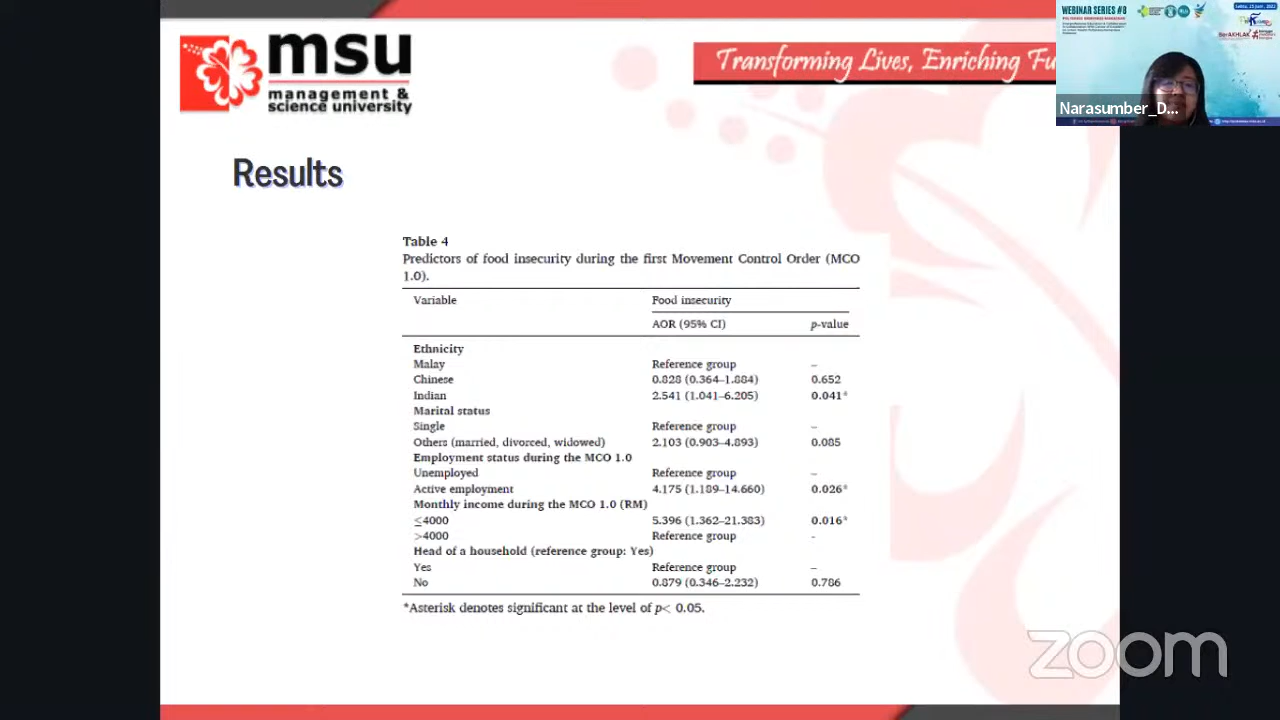 msu
management &
science university
Transforming Lives, Enriching Fu
WEBINAR SERIES #8
Sabtu, 25 Juni, 2022
BerAKHLAK
Narasumber_D...
Results
Table 4
Predictors of food insecurity during the first Movement Control Order (MCO
1.0).
Variable Food insecurity
AOR (95% CI) p-value
Ethnicity
Malay Reference group –
Chinese 0.828 (0.364–1.884) 0.652
Indian 2.541 (1.041–6.205) 0.041*
Marital status
Single Reference group –
Others (married, divorced, widowed) 2.103 (0.903–4.893) 0.085
Employment status during the MCO 1.0
Unemployed Reference group –
Active employment 4.175 (1.189–14.660) 0.026*
Monthly income during the MCO 1.0 (RM)
≤4000 5.396 (1.362–21.383) 0.016*
>4000 Reference group -
Head of a household (reference group: Yes)
Yes Reference group –
No 0.879 (0.346–2.232) 0.786
*Asterisk denotes significant at the level of p< 0.05.
zoom